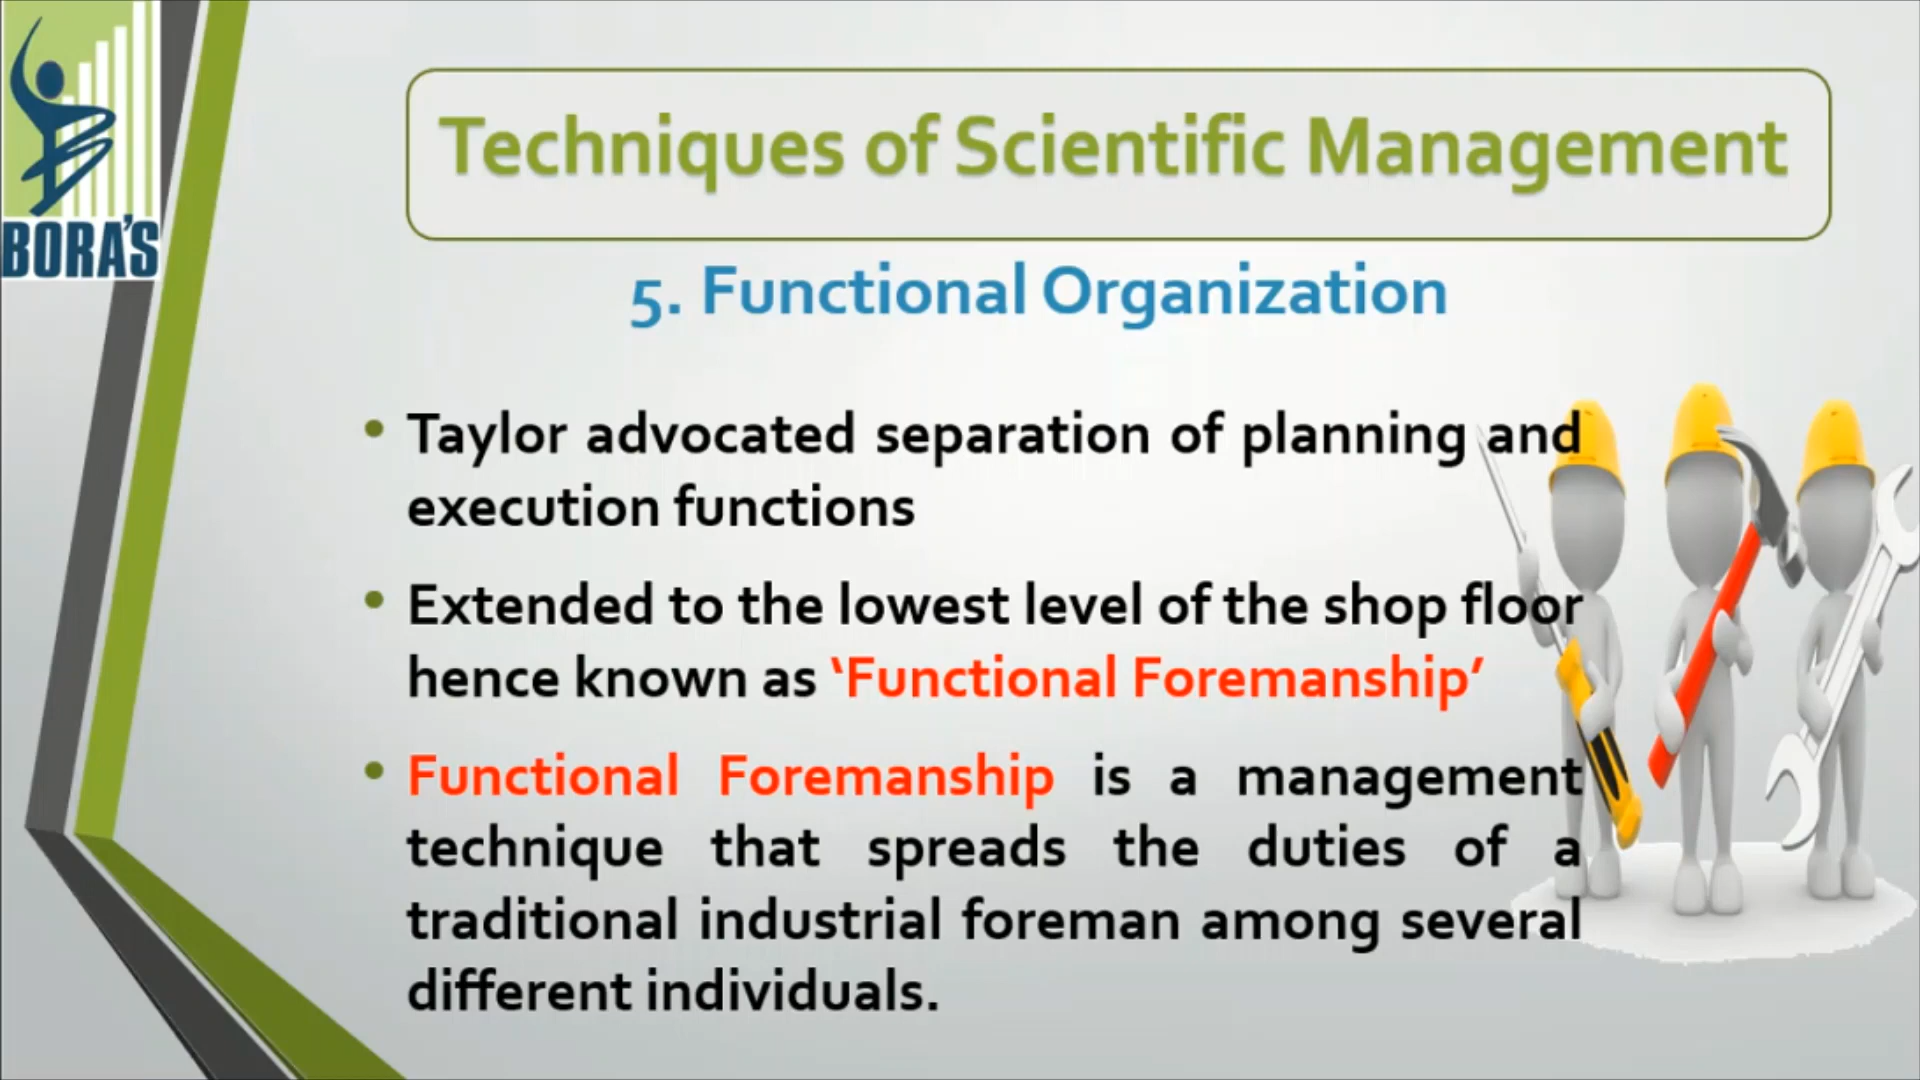 BORA'S
Techniques of Scientific Management
5. Functional Organization
• Taylor advocated separation of planning and
execution functions
• Extended to the lowest level of the shop floor
hence known as ‘Functional Foremanship’
• Functional Foremanship is a management
technique that spreads the duties of a
traditional industrial foreman among several
different individuals.